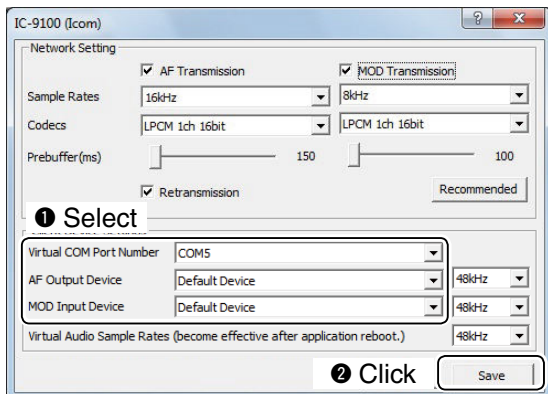 IC-9100 (Icom)
Network Setting
AF Transmission
MOD Transmission
Sample Rates
16kHz
8kHz
Codecs
LPCM 1ch 16bit
LPCM 1ch 16bit
Prebuffer(ms)
150
100
Retransmission
Recommended
❶ Select
Virtual COM Port Number
COM5
AF Output Device
Default Device
48kHz
MOD Input Device
Default Device
48kHz
Virtual Audio Sample Rates (become effective after application reboot.)
48kHz
❷ Click
Save